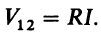 V₁₂ = RI.